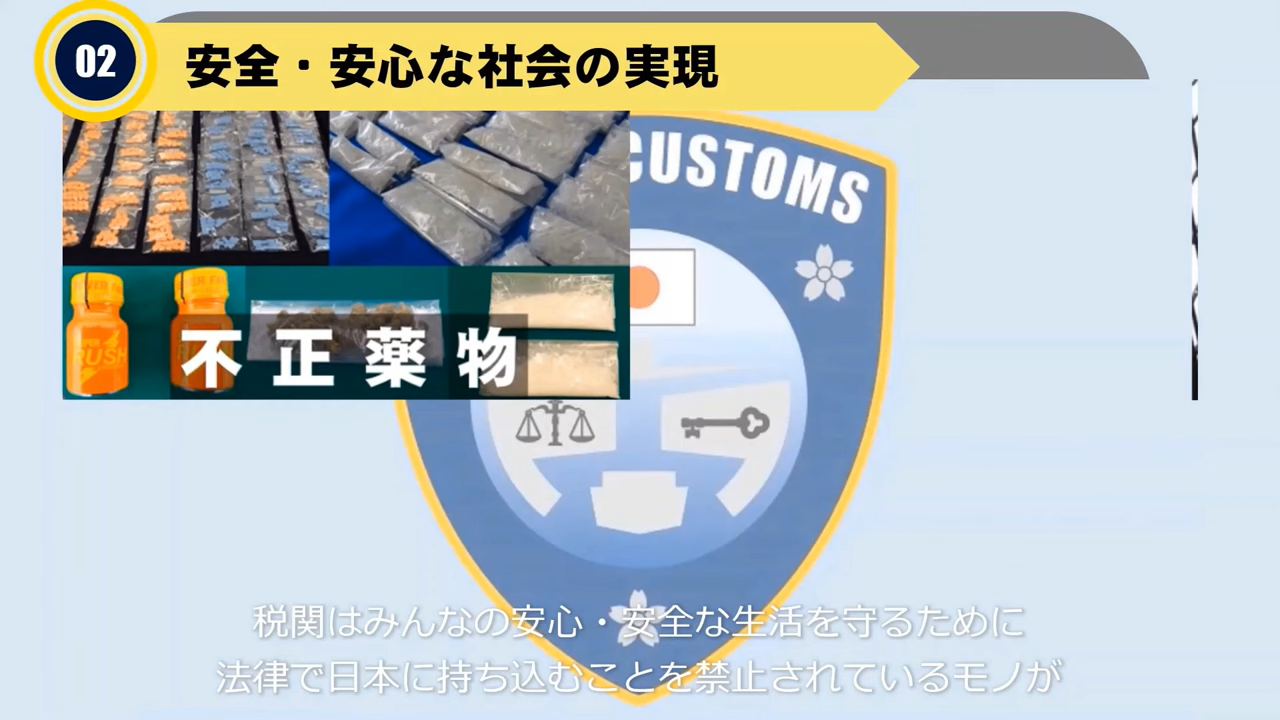 02
安全・安心な社会の実現
CUSTOMS
RUSH
不正薬物
税関はみんなの安心・安全な生活を守るために
法律で日本に持ち込むことを禁止されているモノが